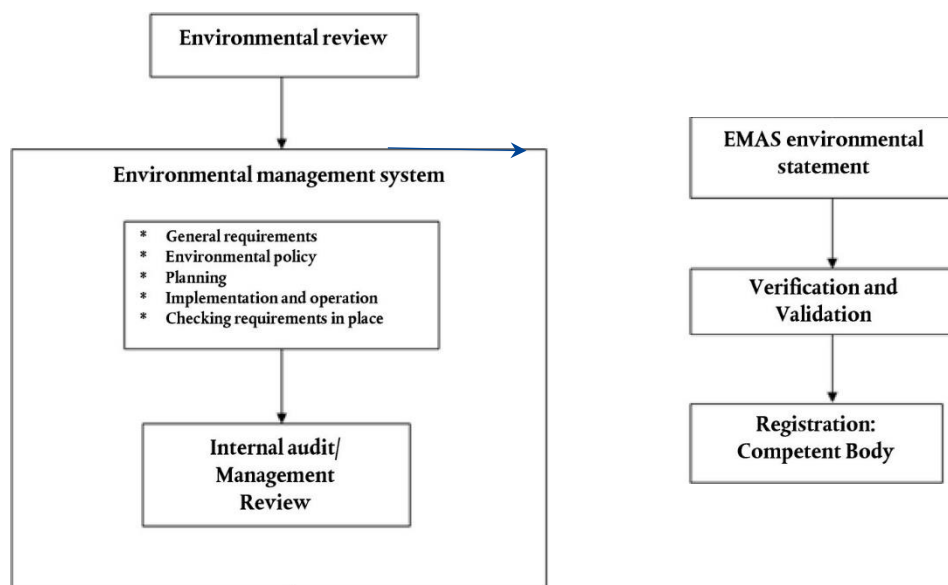 Environmental review
Environmental management system
* General requirements
* Environmental policy
* Planning
* Implementation and operation
* Checking requirements in place
Internal audit/
Management
Review
EMAS environmental
statement
Verification and
Validation
Registration:
Competent Body